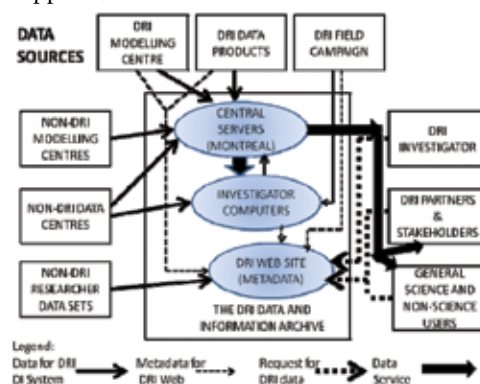 DATA
SOURCES
DRI
MODELLING
CENTRE
DRI DATA
PRODUCTS
DRI FIELD
CAMPAIGN
NON-DRI
MODELLING
CENTRES
CENTRAL
SERVERS
(MONTREAL)
DRI
INVESTIGATOR
NON-DRI DATA
CENTRES
INVESTIGATOR
COMPUTERS
DRI PARTNERS
&
STAKEHOLDERS
NON-DRI
RESEARCHER
DATA SETS
DRI WEB SITE
(METADATA)
GENERAL
SCIENCE AND
NON-SCIENCE
USERS
THE DRI DATA AND
INFORMATION ARCHIVE
Legend:
Data for DRI
DI System
Metadata for
DRI Web
Request for
DRI data
Data
Service